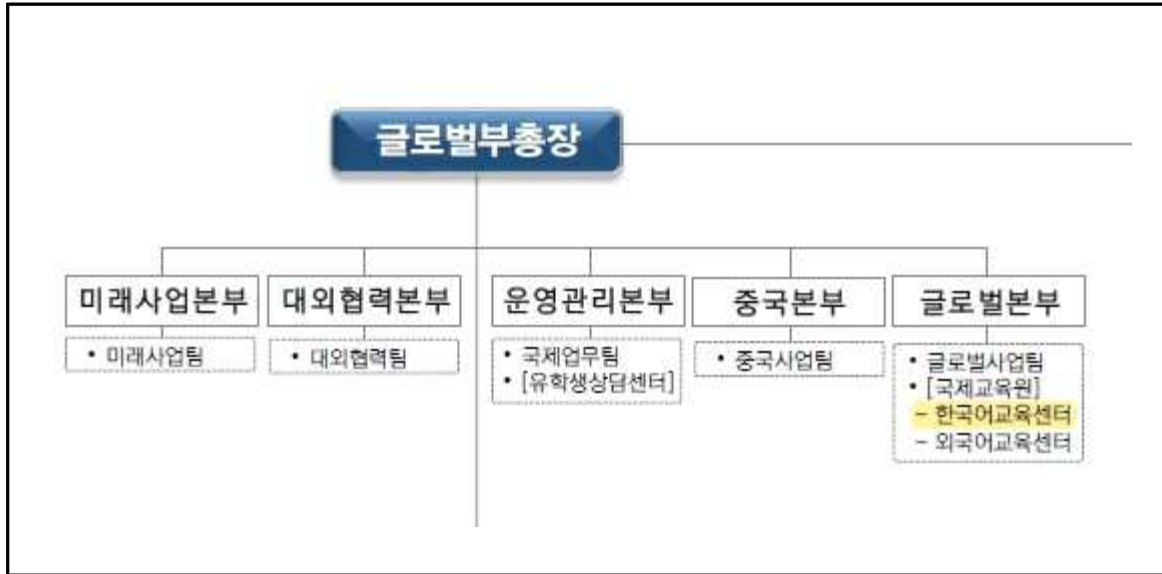 글로벌부총장
미래사업본부
• 미래사업팀
대외협력본부
• 대외협력팀
운영관리본부
• 국제업무팀
• [유학생상담센터]
중국본부
• 중국사업팀
글로벌본부
• 글로벌사업팀
• [국제교육원]
– 한국어교육센터
– 외국어교육센터